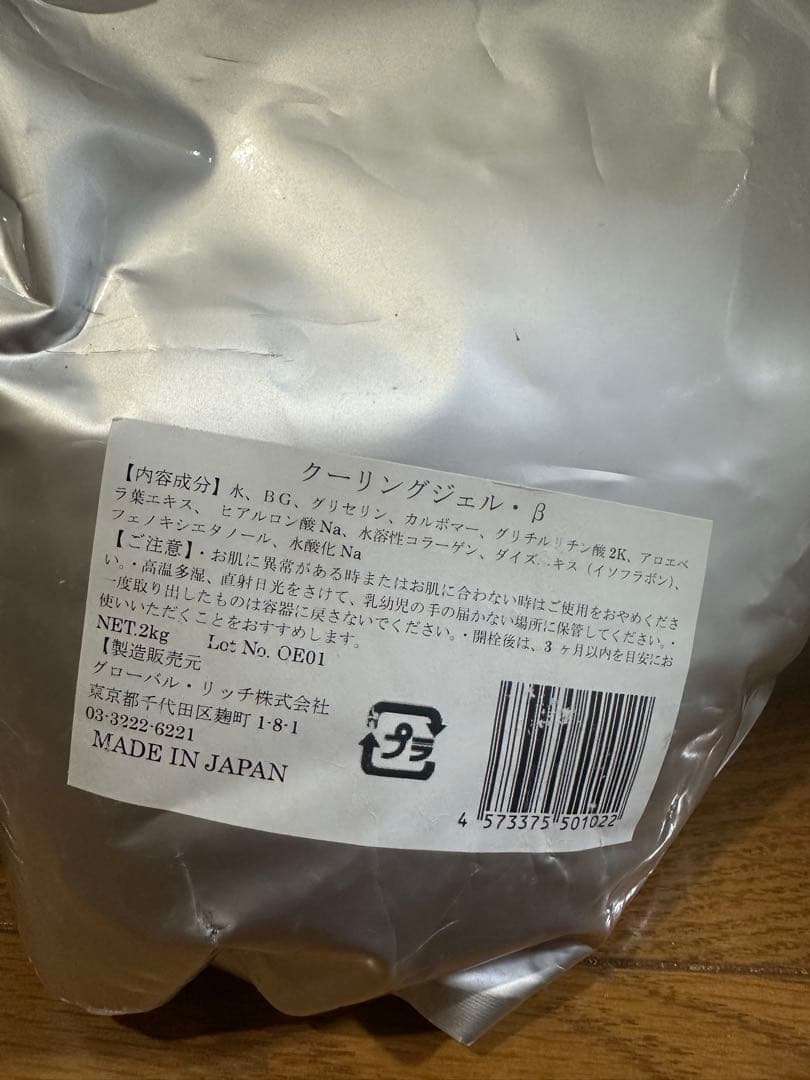 クーリングジェル・β
【内容成分】水、BG、グリセリン、カルボマー、グリチルリチン酸2K、アロエベ
ラ葉エキス、 ヒアルロン酸Na、水溶性コラーゲン、ダイズ キス(イソフラボン)、
フェノキシエタノール、水酸化Na
【ご注意】・お肌に異常がある時またはお肌に合わない時はご使用をおやめくださ
い。・高温多湿、直射日光をさけて、乳幼児の手の届かない場所に保管してください。・
一度取り出したものは容器に戻さないでください。・開栓後は、3ヶ月以内を目安にお
使いいただくことをおすすめします。
NET.2kg Lot No. OE01
【製造販売元
グローバル・リッチ株式会社
東京都千代田区麹町 1-8-1
03-3222-6221
MADE IN JAPAN
プラ
4 573375 501022